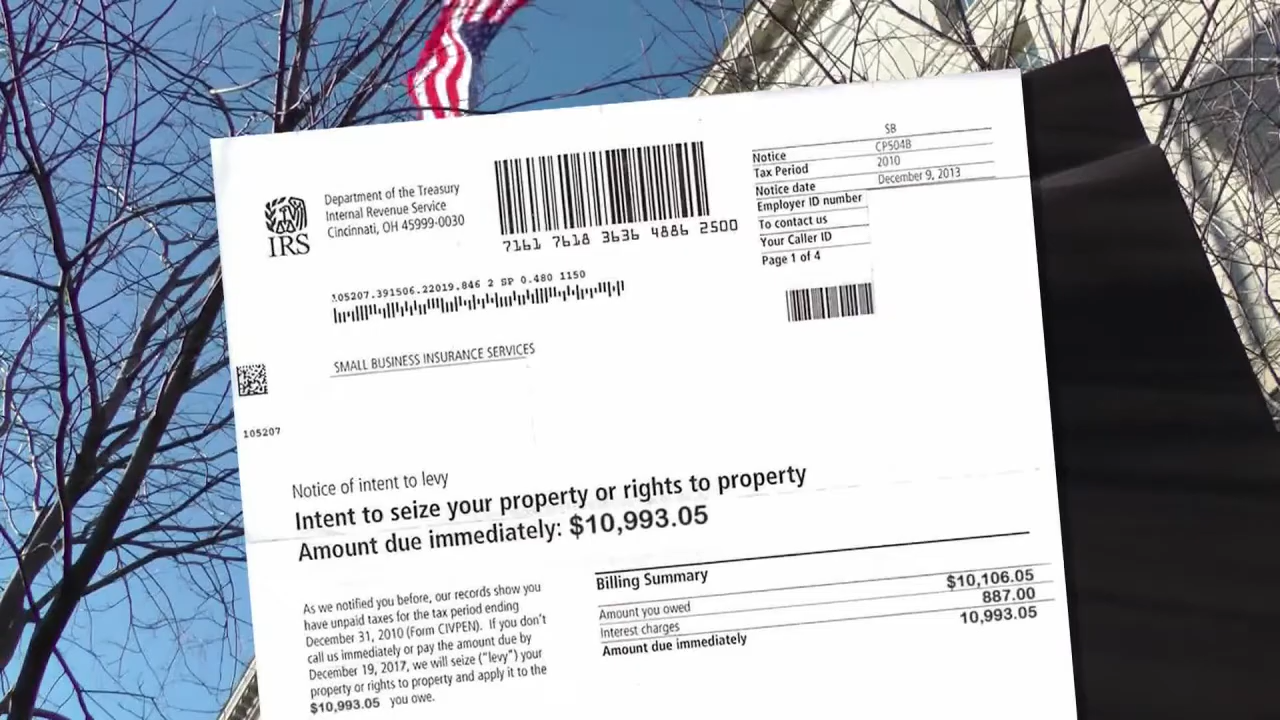 IRS
Department of the Treasury
Internal Revenue Service
Cincinnati, OH 45999-0030
7161 7618 3636 4886 2500
SB
Notice CP504B
Tax Period 2010
Notice date December 9, 2013
Employer ID number
To contact us
Your Caller ID
Page 1 of 4
105207.391506.22019.846 2 SP 0.480 1150
SMALL BUSINESS INSURANCE SERVICES
105207
Notice of intent to levy
Intent to seize your property or rights to property
Amount due immediately: $10,993.05
As we notified you before, our records show you
have unpaid taxes for the tax period ending
December 31, 2010 (Form CIVPEN). If you don't
call us immediately or pay the amount due by
December 19, 2017, we will seize ("levy") your
property or rights to property and apply it to the
$10,993.05 you owe.
Billing Summary
Amount you owed $10,106.05
Interest charges 887.00
Amount due immediately 10,993.05